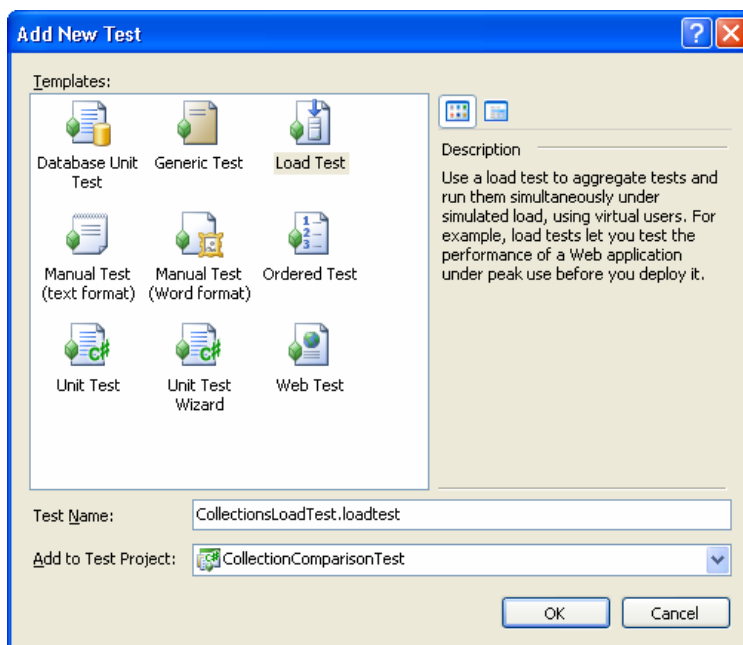 Add New Test
Templates:
Database Unit
Test
Generic Test
Load Test
Manual Test
(text format)
Manual Test
(Word format)
Ordered Test
Unit Test
Unit Test
Wizard
Web Test
Description
Use a load test to aggregate tests and
run them simultaneously under
simulated load, using virtual users. For
example, load tests let you test the
performance of a Web application
under peak use before you deploy it.
Test Name:
CollectionsLoadTest.loadtest
Add to Test Project:
CollectionComparisonTest
OK
Cancel